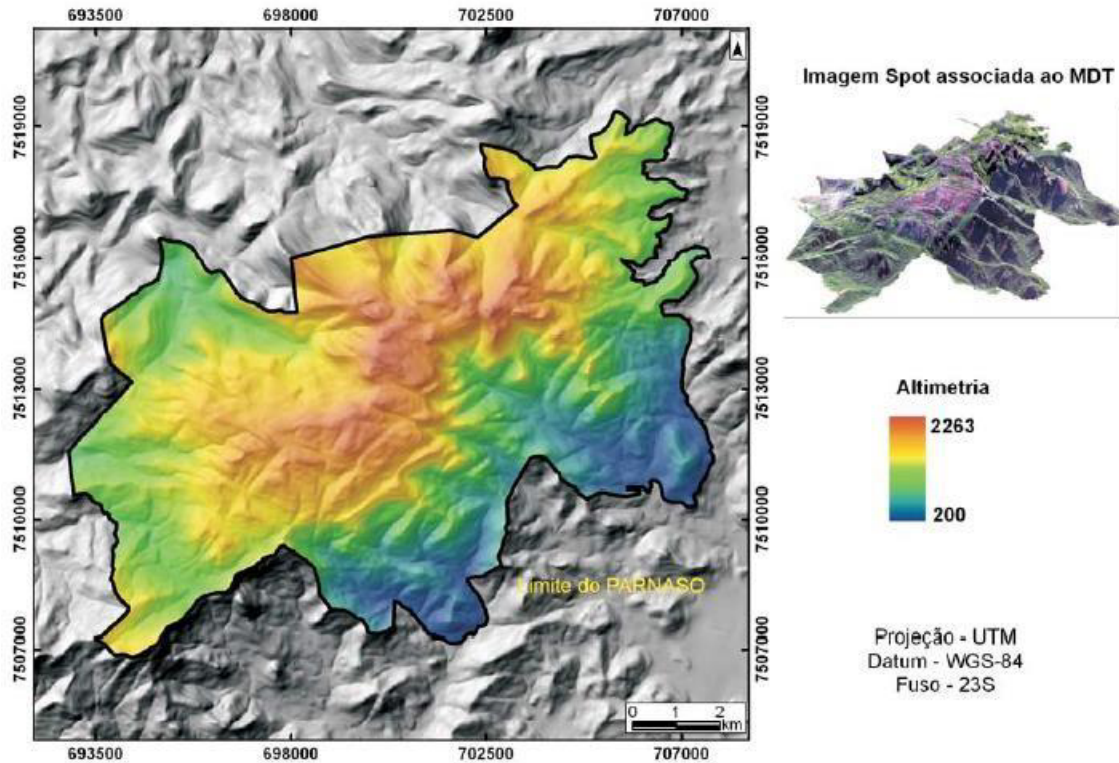 693500 698000 702500 707000
7519000
7516000
7513000
7510000
7507000
7519000
7516000
7513000
7510000
7507000
Limite do PARNASO
0 1 2
km
693500 698000 702500 707000
Imagem Spot associada ao MDT
Altimetria
2263
200
Projeção - UTM
Datum - WGS-84
Fuso - 23S